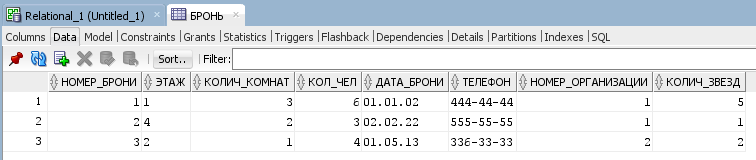 Relational_1 (Untitled_1) БРОНЬ
Columns Data Model Constraints Grants Statistics Triggers Flashback Dependencies Details Partitions Indexes SQL
Sort.. Filter:
НОМЕР_БРОНИ ЭТАЖ КОЛИЧ_КОМНАТ КОЛ_ЧЕЛ ДАТА_БРОНИ ТЕЛЕФОН НОМЕР_ОРГАНИЗАЦИИ КОЛИЧ_ЗВЕЗД
1 1 1 3 6 01.01.02 444-44-44 1 5
2 2 4 2 3 02.02.22 555-55-55 1 1
3 3 2 1 4 01.05.13 336-33-33 2 2